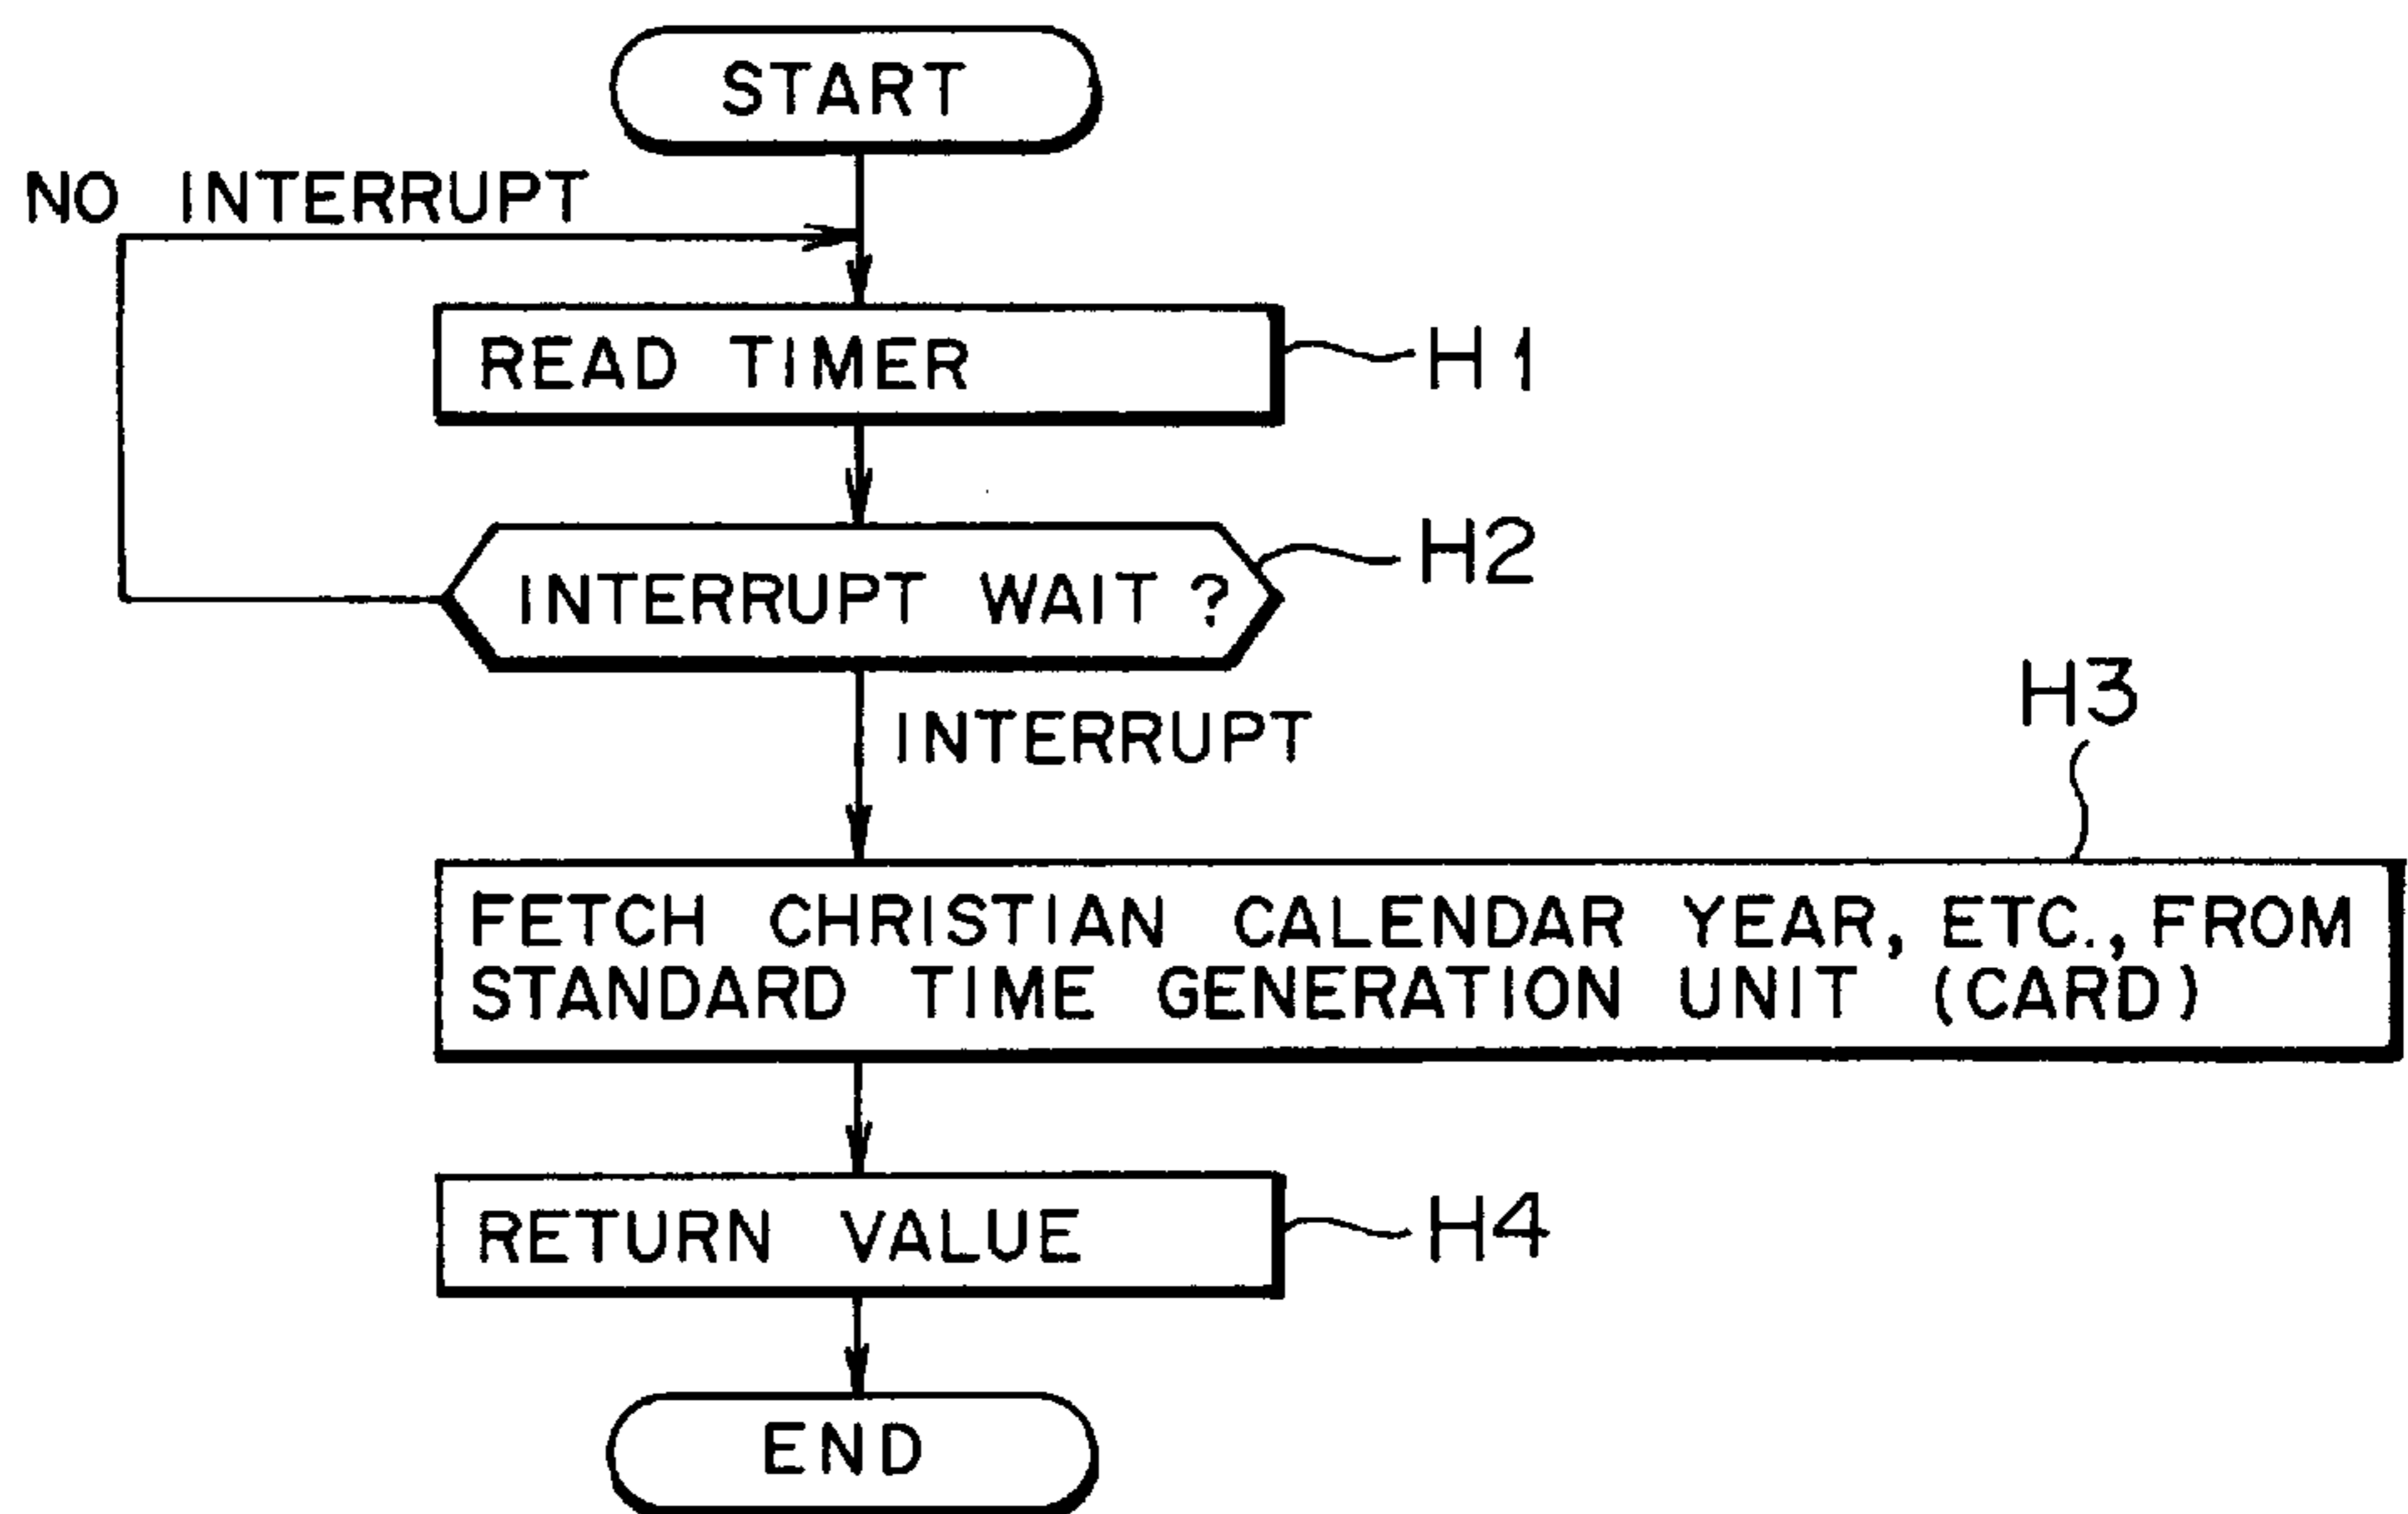 START
NO INTERRUPT
READ TIMER
H1
INTERRUPT WAIT ?
H2
INTERRUPT
H3
FETCH CHRISTIAN CALENDAR YEAR, ETC., FROM
STANDARD TIME GENERATION UNIT (CARD)
RETURN VALUE
H4
END